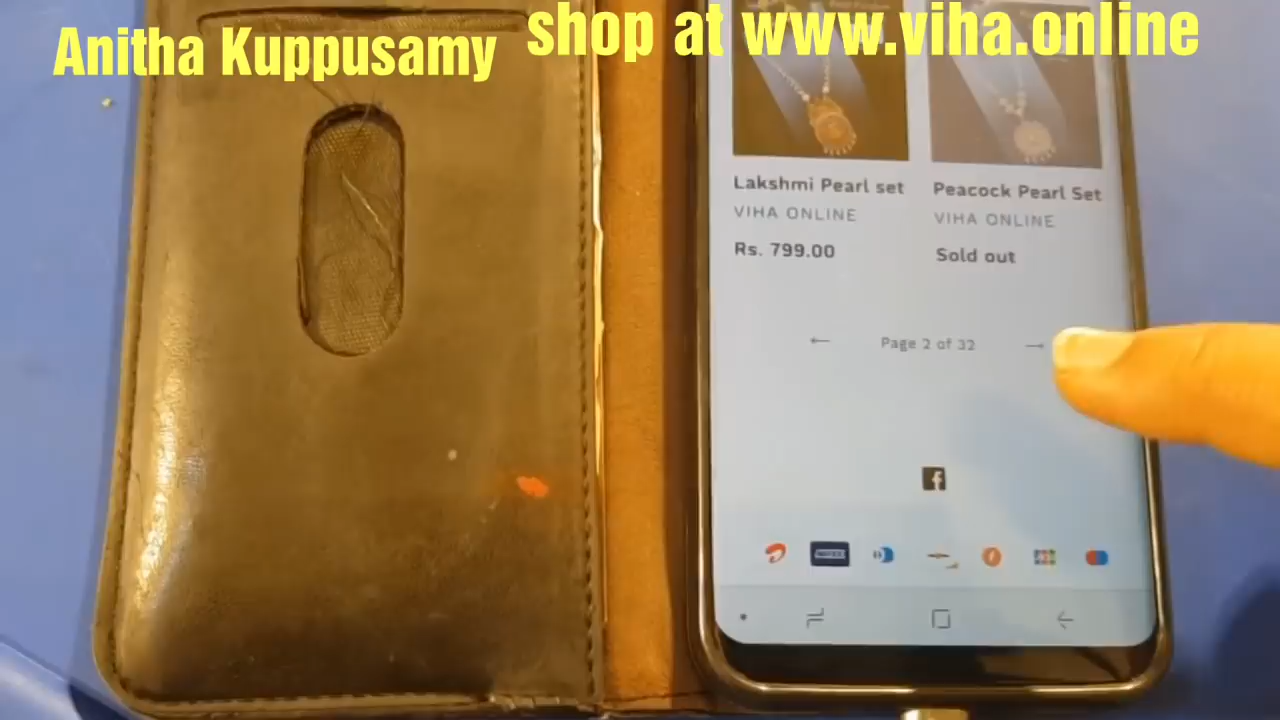 Anitha Kuppusamy
shop at www.viha.online
Lakshmi Pearl set
VIHA ONLINE
Rs. 799.00
Peacock Pearl Set
VIHA ONLINE
Sold out
← Page 2 of 32 →